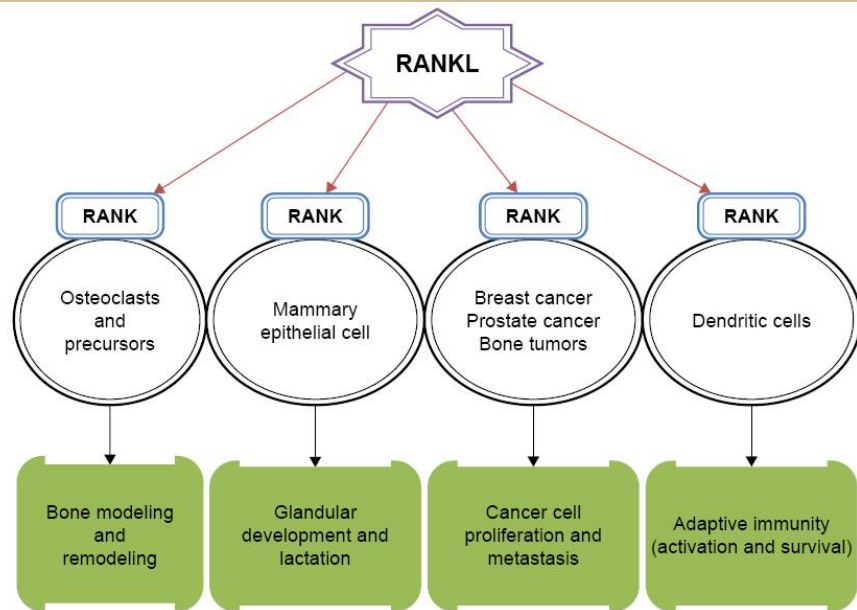 RANKL
RANK
RANK
RANK
RANK
Osteoclasts
and
precursors
Mammary
epithelial cell
Breast cancer
Prostate cancer
Bone tumors
Dendritic cells
Bone modeling
and
remodeling
Glandular
development and
lactation
Cancer cell
proliferation and
metastasis
Adaptive immunity
(activation and survival)